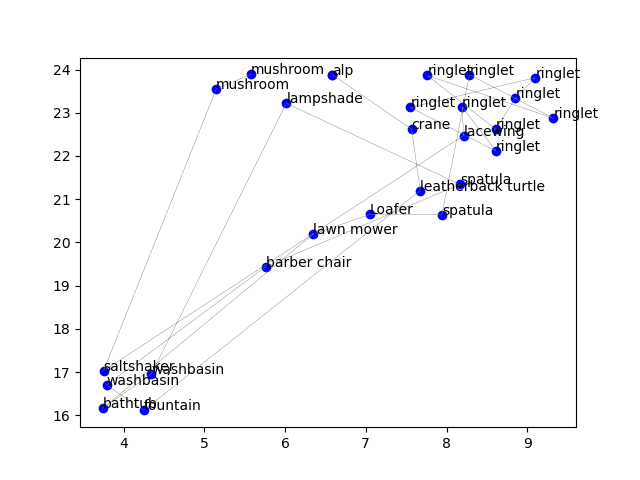 24
23
22
21
20
19
18
17
16
mushroom
mushroom
alp
lampshade
ringlet
ringlet
ringlet
ringlet
ringlet
ringlet
ringlet
ringlet
crane
lacewing
spatula
leatherback turtle
Loafer
spatula
lawn mower
barber chair
saltshaker
washbasin
washbasin
bathtub
fountain
4 5 6 7 8 9